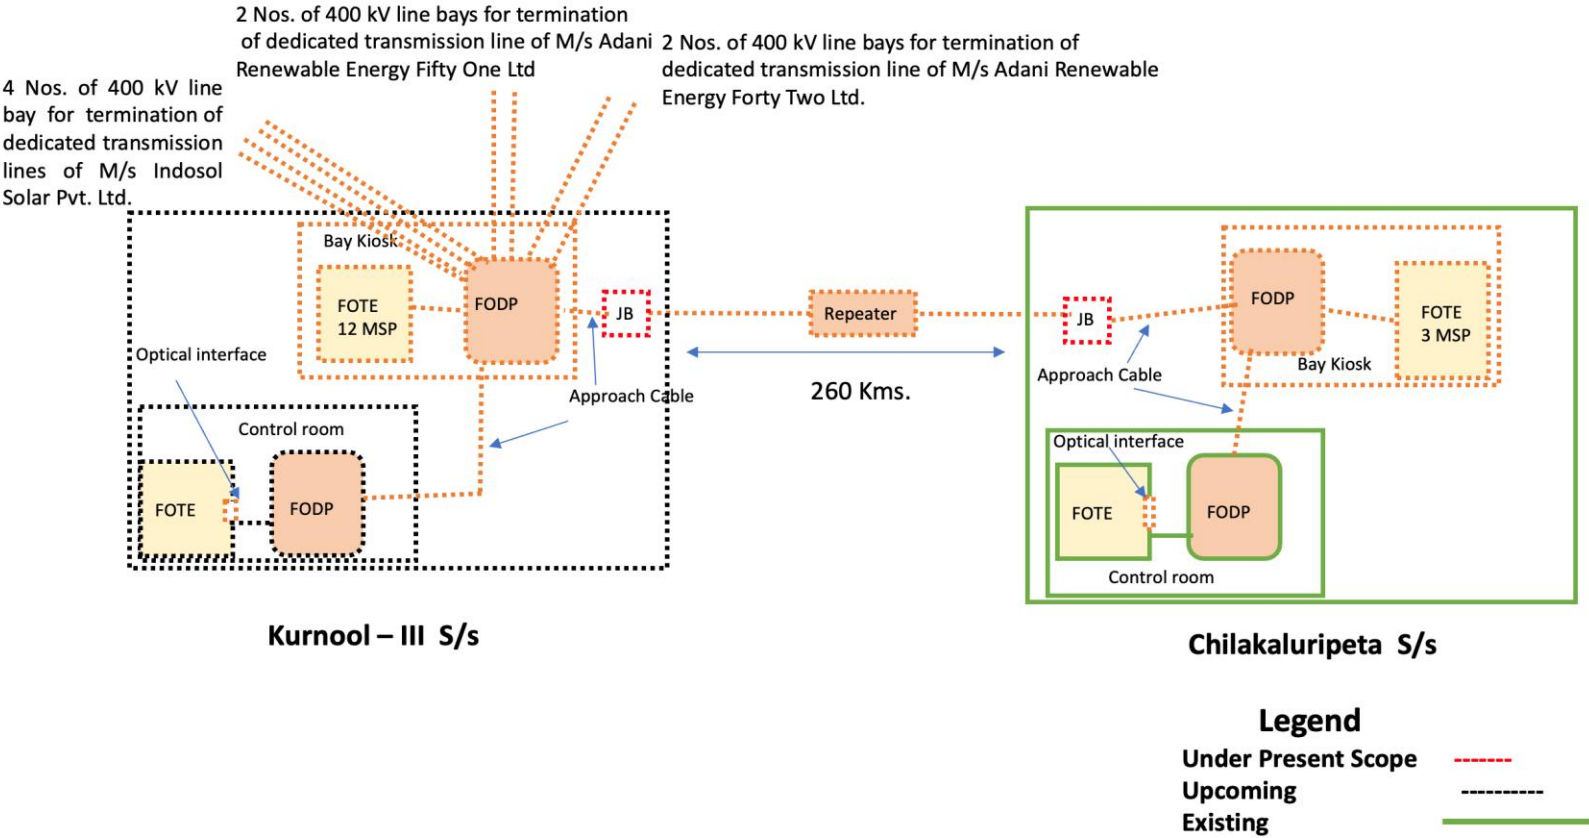 2 Nos. of 400 kV line bays for termination
of dedicated transmission line of M/s Adani
Renewable Energy Fifty One Ltd
2 Nos. of 400 kV line bays for termination of
dedicated transmission line of M/s Adani Renewable
Energy Forty Two Ltd.
4 Nos. of 400 kV line
bay for termination of
dedicated transmission
lines of M/s Indosol
Solar Pvt. Ltd.
Bay Kiosk
FOTE
12 MSP
FODP
JB
Optical interface
Approach Cable
Control room
FOTE
FODP
Kurnool – III S/s
Repeater
260 Kms.
JB
FODP
FOTE
3 MSP
Bay Kiosk
Approach Cable
Optical interface
FOTE
FODP
Control room
Chilakaluripeta S/s
Legend
Under Present Scope
Upcoming
Existing